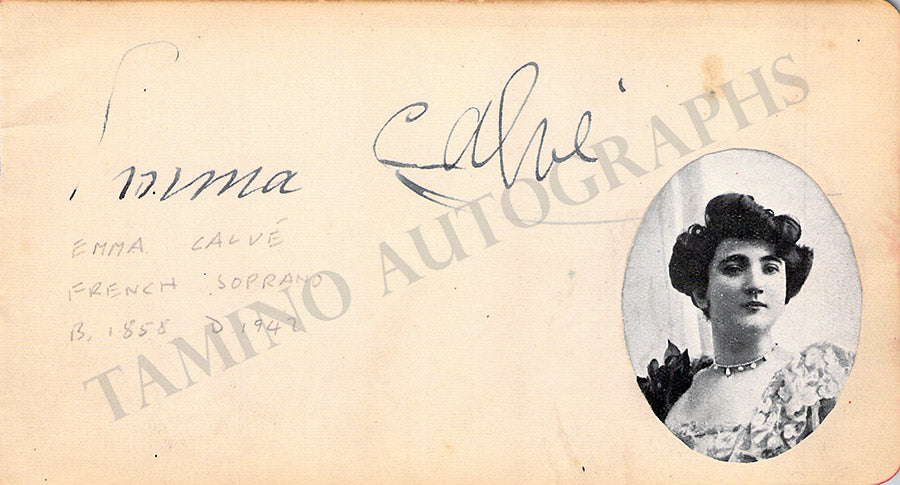 Emma Calvé
EMMA CALVÉ
FRENCH SOPRANO
B. 1858 D 1942
TAMINO AUTOGRAPHS